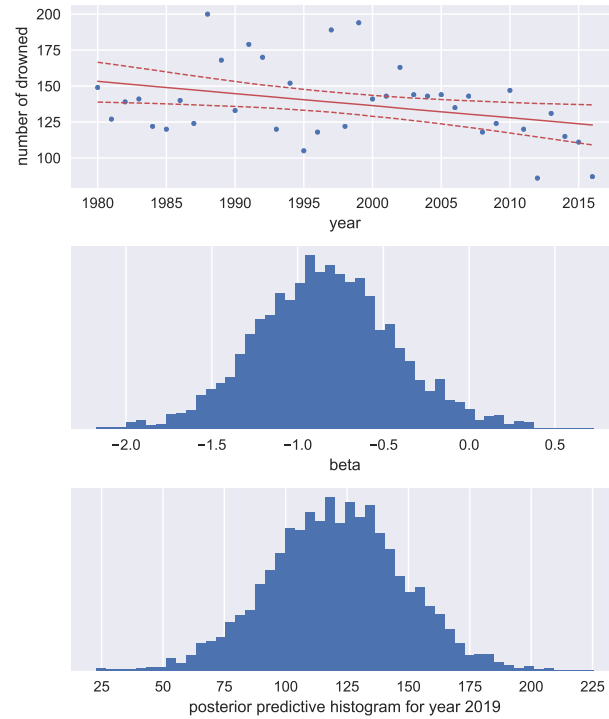 200
175
150
125
100
number of drowned
1980 1985 1990 1995 2000 2005 2010 2015
year
−2.0 −1.5 −1.0 −0.5 0.0 0.5
beta
25 50 75 100 125 150 175 200 225
posterior predictive histogram for year 2019